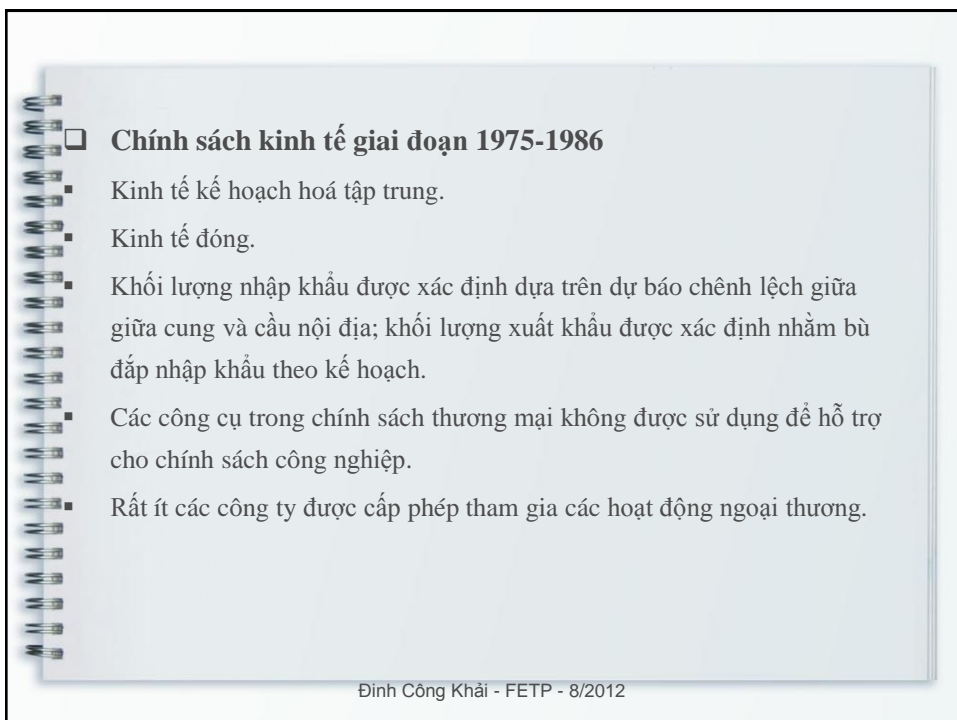 ❑ Chính sách kinh tế giai đoạn 1975-1986
▪ Kinh tế kế hoạch hoá tập trung.
▪ Kinh tế đóng.
▪ Khối lượng nhập khẩu được xác định dựa trên dự báo chênh lệch giữa
giữa cung và cầu nội địa; khối lượng xuất khẩu được xác định nhằm bù
đắp nhập khẩu theo kế hoạch.
▪ Các công cụ trong chính sách thương mại không được sử dụng để hỗ trợ
cho chính sách công nghiệp.
▪ Rất ít các công ty được cấp phép tham gia các hoạt động ngoại thương.
Đinh Công Khải - FETP - 8/2012